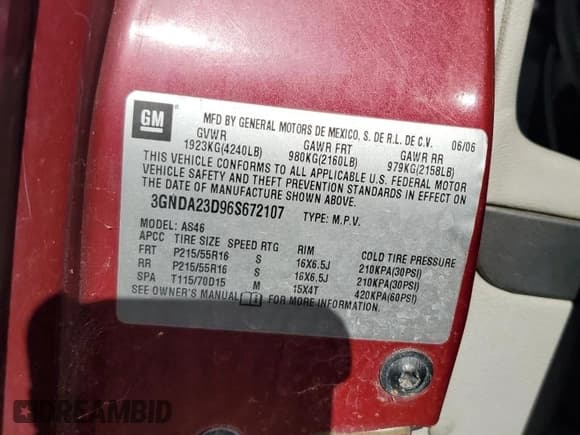 GM
MFD BY GENERAL MOTORS DE MEXICO, S. DE R.L. DE C.V. 06/06
GVWR GAWR FRT GAWR RR
1923KG(4240LB) 980KG(2160LB) 979KG(2158LB)
THIS VEHICLE CONFORMS TO ALL APPLICABLE U.S. FEDERAL MOTOR
VEHICLE SAFETY AND THEFT PREVENTION STANDARDS IN EFFECT ON
THE DATE OF MANUFACTURE SHOWN ABOVE.
3GNDA23D96S672107 TYPE: M.P.V.
MODEL: AS46
APCC TIRE SIZE SPEED RTG RIM COLD TIRE PRESSURE
FRT P215/55R16 S 16X6.5J 210KPA(30PSI)
RR P215/55R16 S 16X6.5J 210KPA(30PSI)
SPA T115/70D15 M 15X4T 420KPA(60PSI)
SEE OWNER'S MANUAL FOR MORE INFORMATION.
DREAMBID